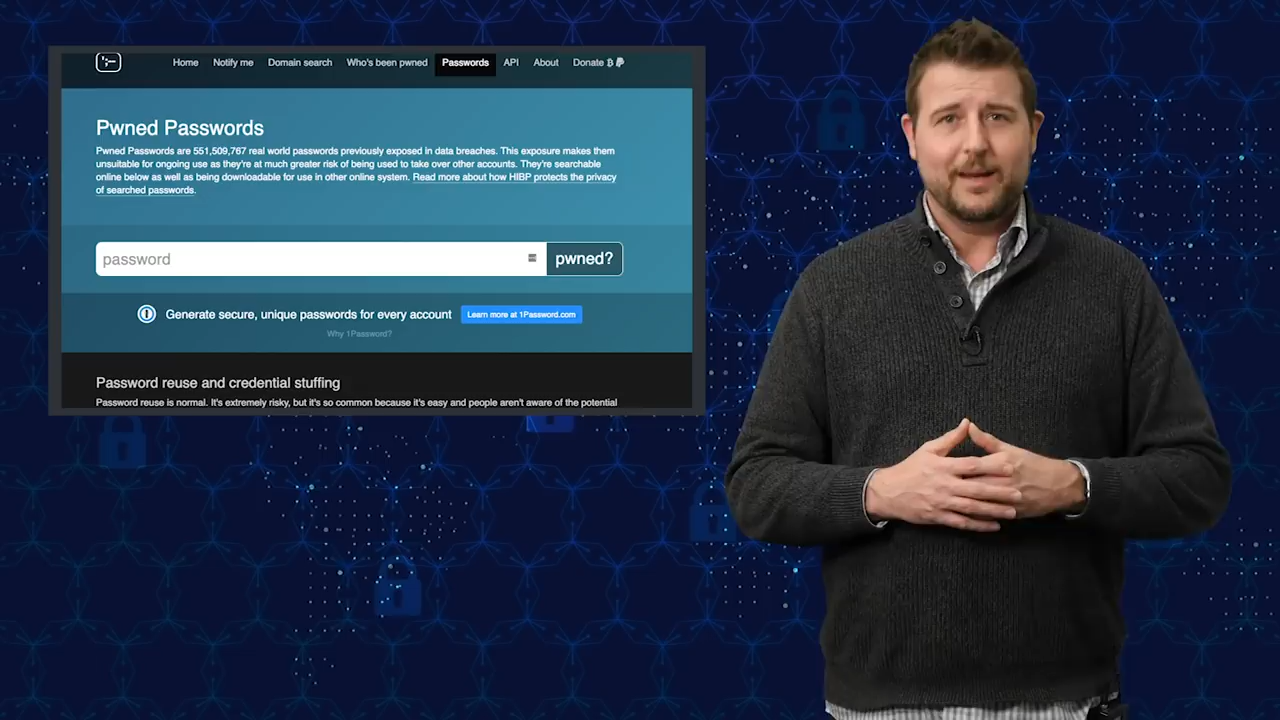 ';--
Home Notify me Domain search Who's been pwned Passwords API About Donate
Pwned Passwords
Pwned Passwords are 551,509,767 real world passwords previously exposed in data breaches. This exposure makes them
unsuitable for ongoing use as they're at much greater risk of being used to take over other accounts. They're searchable
online below as well as being downloadable for use in other online system. Read more about how HIBP protects the privacy
of searched passwords.
password pwned?
Generate secure, unique passwords for every account Learn more at 1Password.com
Why 1Password?
Password reuse and credential stuffing
Password reuse is normal. It's extremely risky, but it's so common because it's easy and people aren't aware of the potential